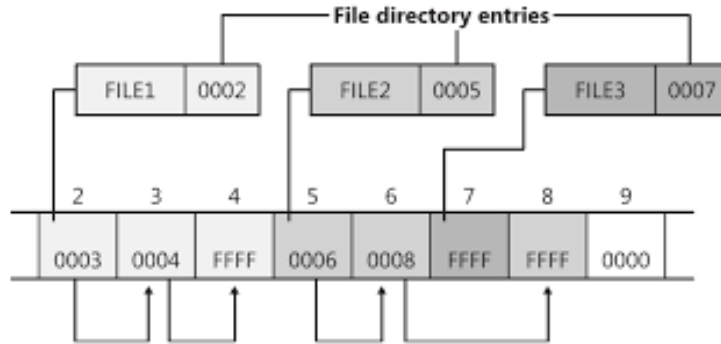 File directory entries
FILE1 0002 FILE2 0005 FILE3 0007
2 3 4 5 6 7 8 9
0003 0004 FFFF 0006 0008 FFFF FFFF 0000